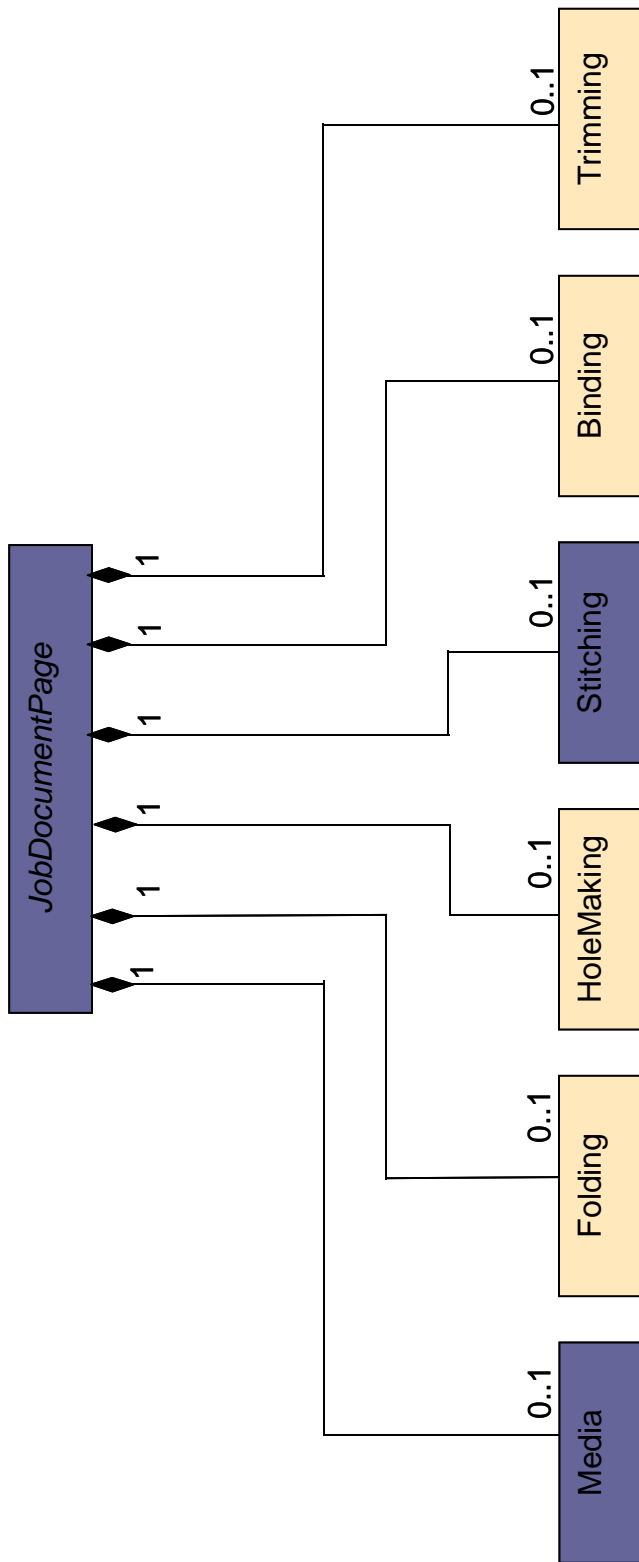 JobDocumentPage
1
1
1
1
1
1
0..1
0..1
0..1
0..1
0..1
0..1
Media
Folding
HoleMaking
Stitching
Binding
Trimming